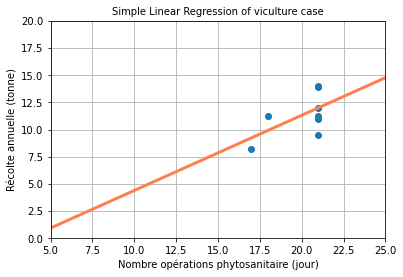 Simple Linear Regression of viculture case
20.0
17.5
15.0
12.5
10.0
7.5
5.0
2.5
0.0
Récolte annuelle (tonne)
5.0 7.5 10.0 12.5 15.0 17.5 20.0 22.5 25.0
Nombre opérations phytosanitaire (jour)